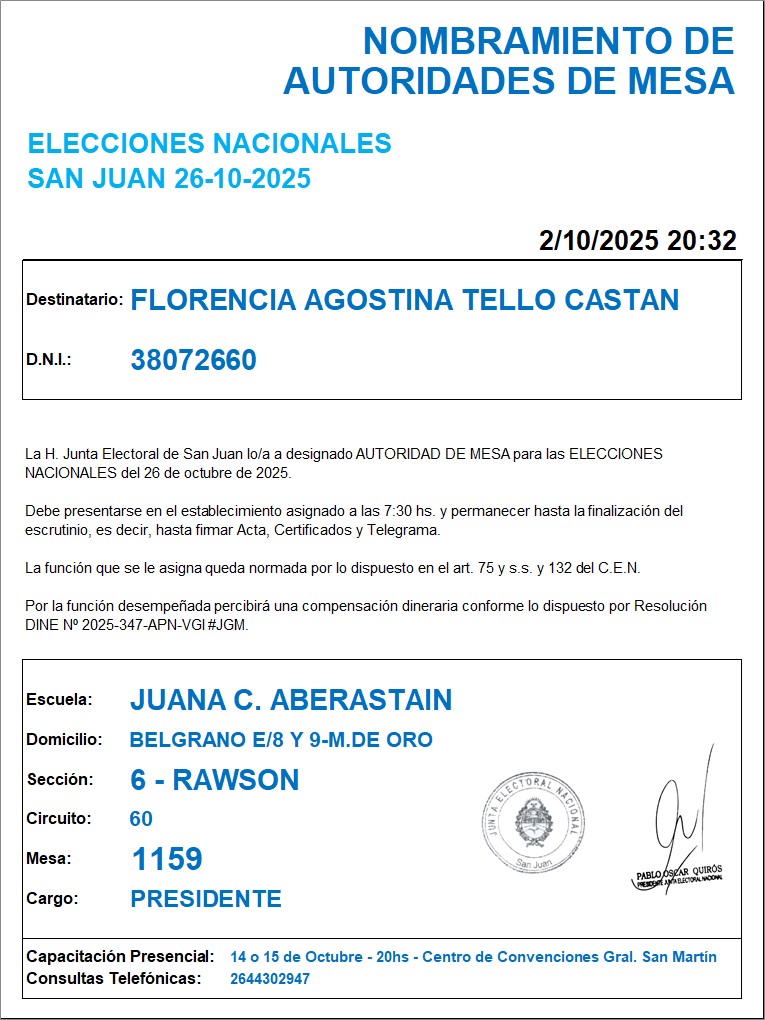 NOMBRAMIENTO DE
AUTORIDADES DE MESA
ELECCIONES NACIONALES
SAN JUAN 26-10-2025
2/10/2025 20:32
Destinatario: FLORENCIA AGOSTINA TELLO CASTAN
D.N.I.: 38072660
La H. Junta Electoral de San Juan lo/a a designado AUTORIDAD DE MESA para las ELECCIONES
NACIONALES del 26 de octubre de 2025.
Debe presentarse en el establecimiento asignado a las 7:30 hs. y permanecer hasta la finalización del
escrutinio, es decir, hasta firmar Acta, Certificados y Telegrama.
La función que se le asigna queda normada por lo dispuesto en el art. 75 y s.s. y 132 del C.E.N.
Por la función desempeñada percibirá una compensación dineraria conforme lo dispuesto por Resolución
DINE Nº 2025-347-APN-VGI#JGM.
Escuela: JUANA C. ABERASTAIN
Domicilio: BELGRANO E/8 Y 9-M.DE ORO
Sección: 6 - RAWSON
Circuito: 60
Mesa: 1159
Cargo: PRESIDENTE
JUNTA ELECTORAL NACIONAL
San Juan
PABLO OSCAR QUIRÓS
PRESIDENTE JUNTA ELECTORAL NACIONAL
Capacitación Presencial: 14 o 15 de Octubre - 20hs - Centro de Convenciones Gral. San Martín
Consultas Telefónicas: 2644302947